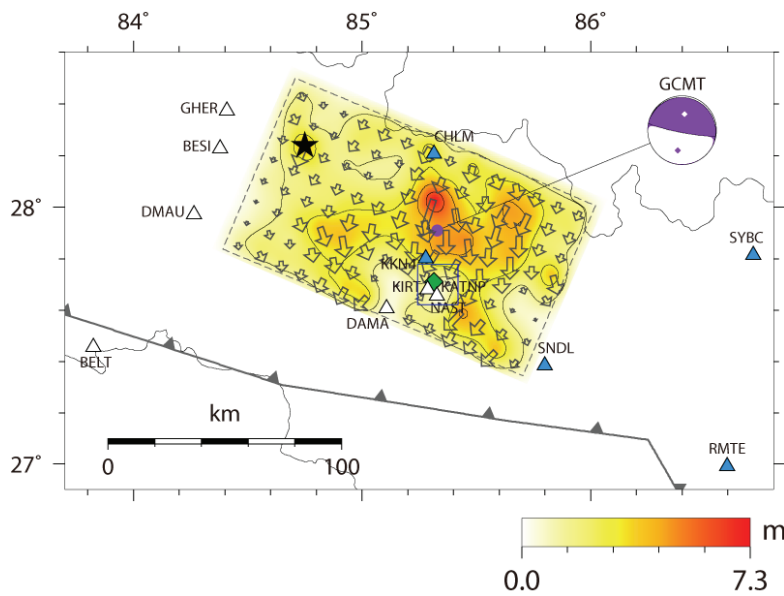 84˚
85˚
86˚
GCMT
GHER
CHLM
BESI
28˚
DMAU
SYBC
KKN4
KIRT
KATNP
NAST
DAMA
SNDL
BELT
km
0
100
27˚
RMTE
m
0.0
7.3